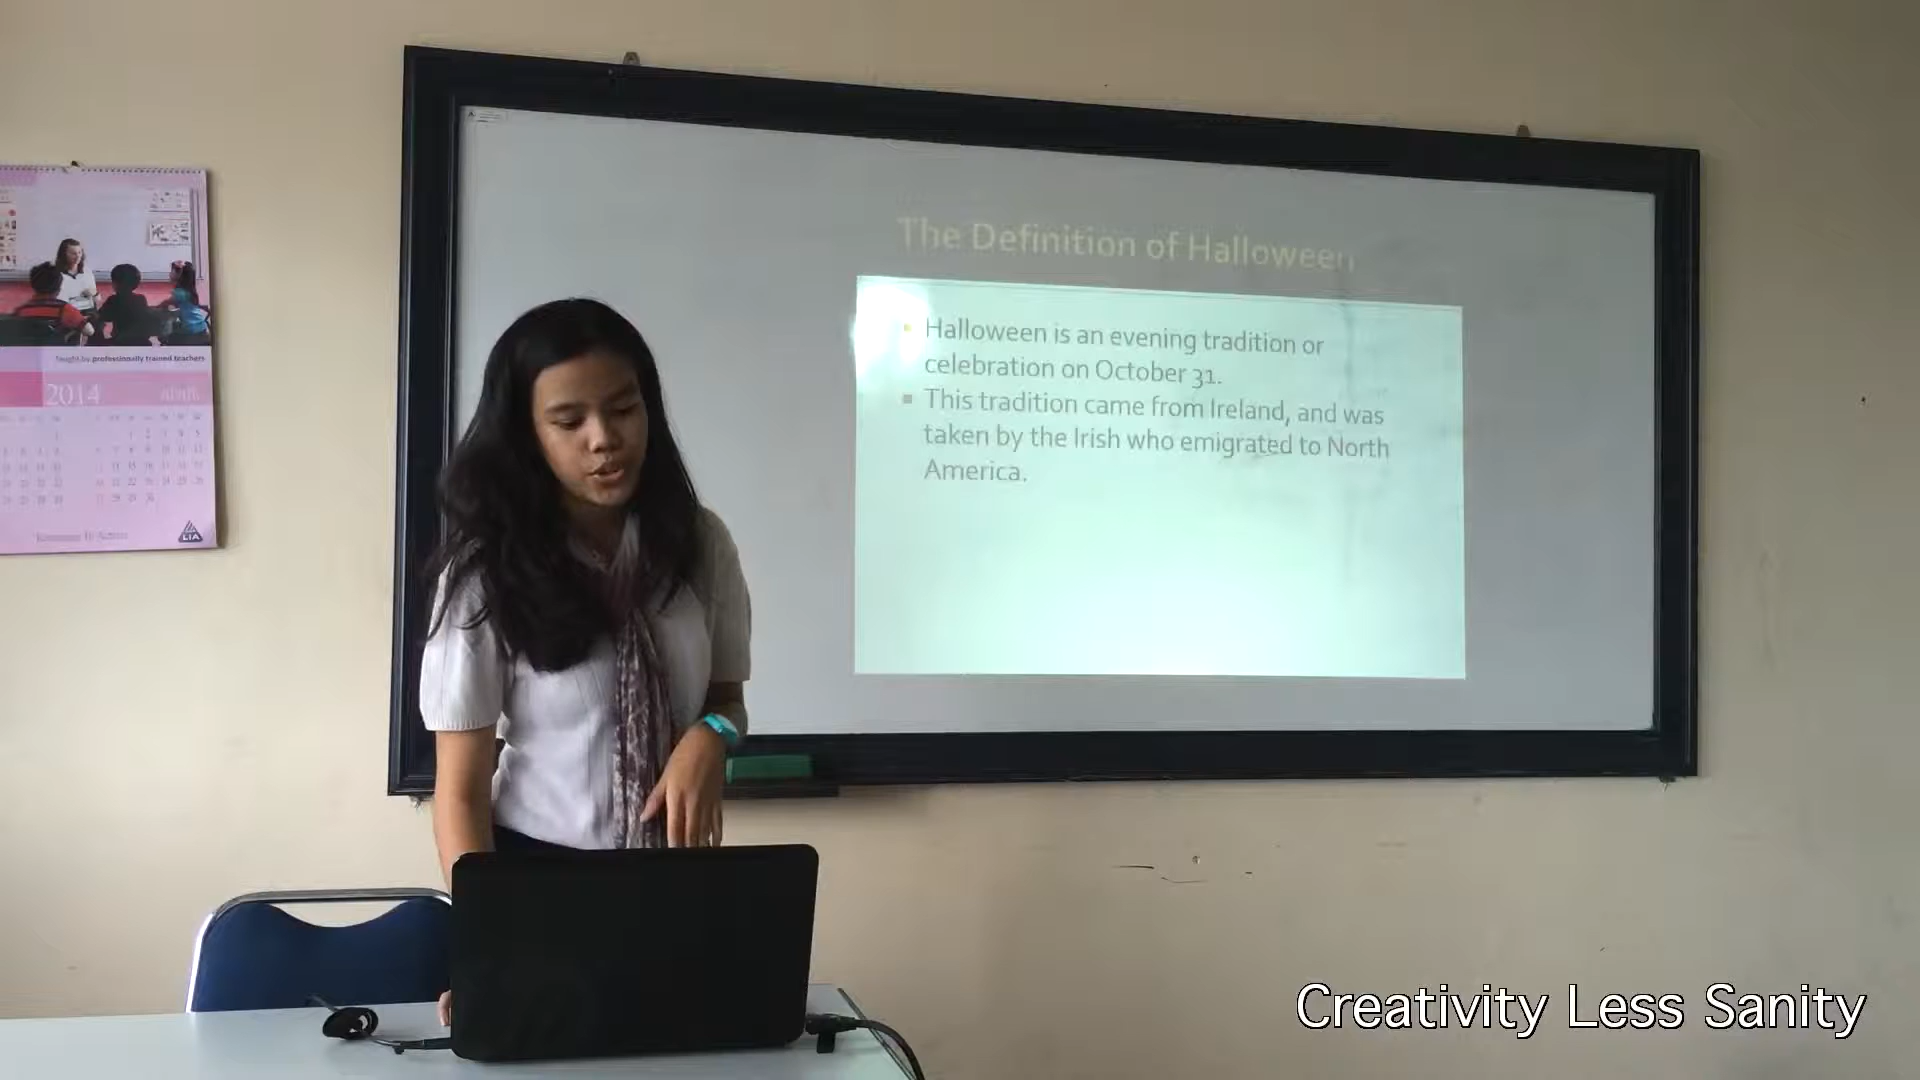 The Definition of Halloween
Halloween is an evening tradition or
celebration on October 31.
This tradition came from Ireland, and was
taken by the Irish who emigrated to North
America.
Taught by professionally trained teachers
2014
LIA
Creativity Less Sanity